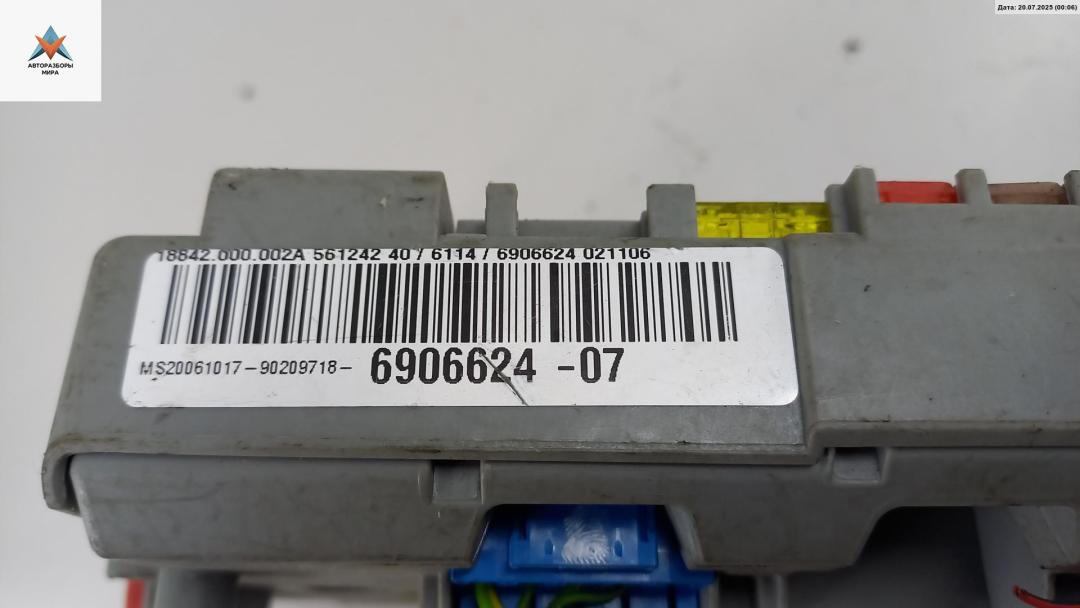 АВТОРАЗБОРЫ
МИРА
Дата: 20.07.2025 (00:06)
18842.000.002A 561242 40 / 6114 / 6906624 021106
MS20061017-90209718- 6906624 -07